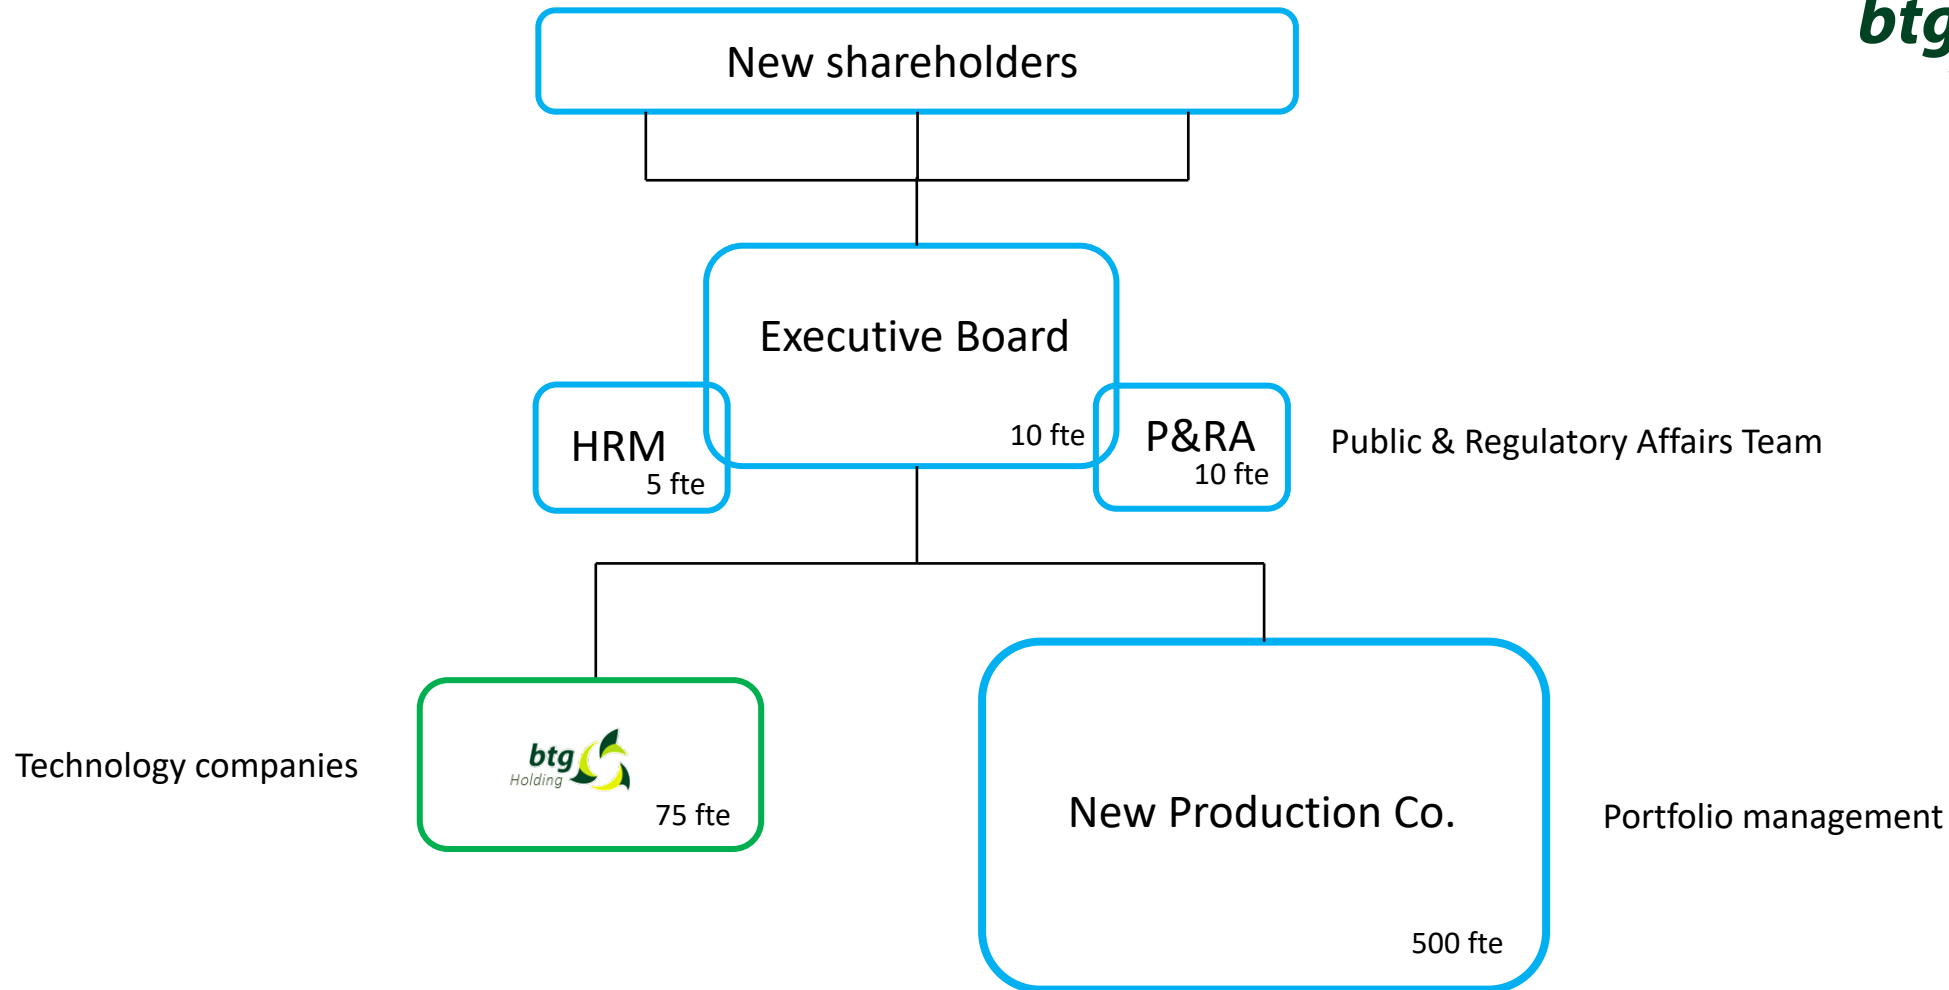 btg
New shareholders
Executive Board
10 fte
HRM
5 fte
P&RA
10 fte
Public & Regulatory Affairs Team
Technology companies
btg
Holding
75 fte
New Production Co.
500 fte
Portfolio management